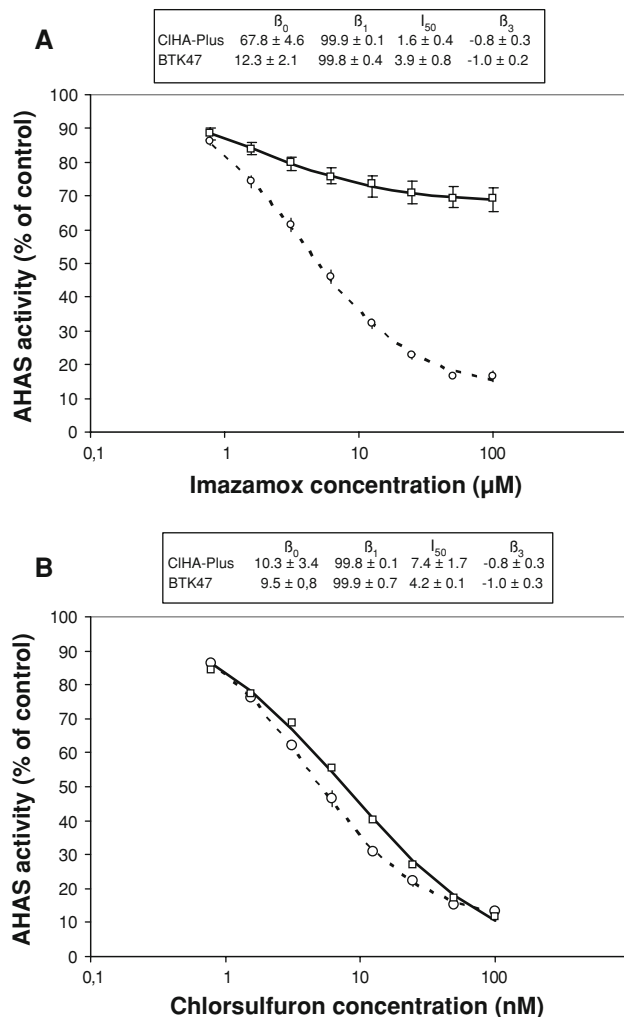 A
ß0 ß1 I50 ß3
ClHA-Plus 67.8 ± 4.6 99.9 ± 0.1 1.6 ± 0.4 -0.8 ± 0.3
BTK47 12.3 ± 2.1 99.8 ± 0.4 3.9 ± 0.8 -1.0 ± 0.2
AHAS activity (% of control)
100
90
80
70
60
50
40
30
20
10
0
0,1 1 10 100
Imazamox concentration (µM)
B
ß0 ß1 I50 ß3
ClHA-Plus 10.3 ± 3.4 99.8 ± 0.1 7.4 ± 1.7 -0.8 ± 0.3
BTK47 9.5 ± 0,8 99.9 ± 0.7 4.2 ± 0.1 -1.0 ± 0.3
AHAS activity (% of control)
100
90
80
70
60
50
40
30
20
10
0
0,1 1 10 100
Chlorsulfuron concentration (nM)